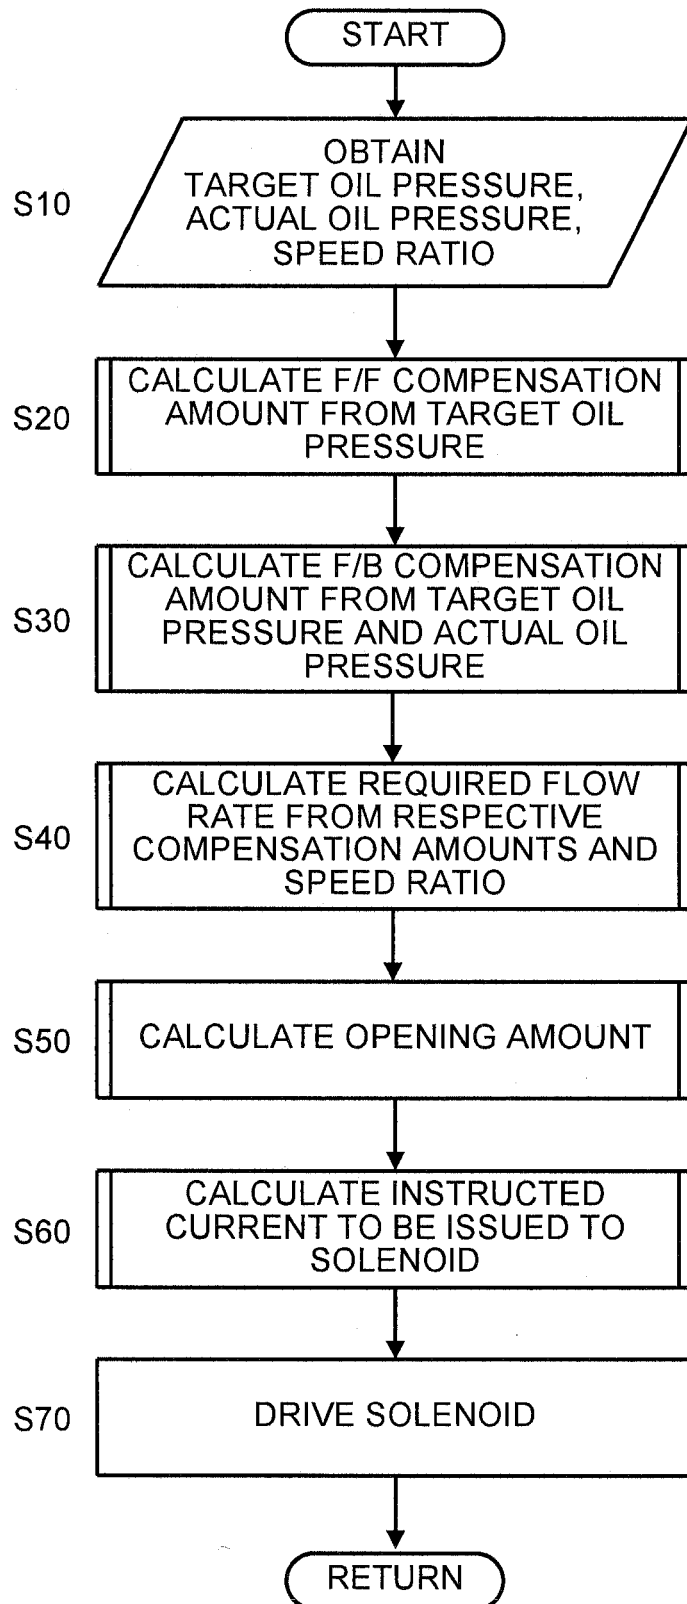 START
S10
OBTAIN
TARGET OIL PRESSURE,
ACTUAL OIL PRESSURE,
SPEED RATIO
S20
CALCULATE F/F COMPENSATION
AMOUNT FROM TARGET OIL
PRESSURE
S30
CALCULATE F/B COMPENSATION
AMOUNT FROM TARGET OIL
PRESSURE AND ACTUAL OIL
PRESSURE
S40
CALCULATE REQUIRED FLOW
RATE FROM RESPECTIVE
COMPENSATION AMOUNTS AND
SPEED RATIO
S50
CALCULATE OPENING AMOUNT
S60
CALCULATE INSTRUCTED
CURRENT TO BE ISSUED TO
SOLENOID
S70
DRIVE SOLENOID
RETURN